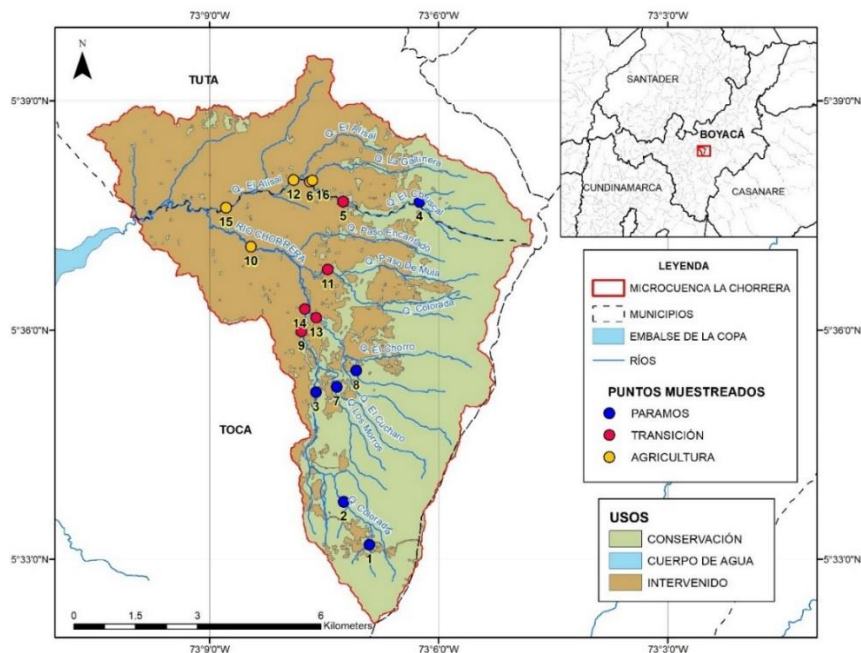 73°9'0"W
73°6'0"W
73°3'0"W
N
TUTA
5°39'0"N
5°39'0"N
SANTADER
BOYACÁ
CUNDINAMARCA
CASANARE
Q. El Alisal
Q. La Gallinera
Q. El Alisal
12
6
16
5
4
15
RIO CHORRERA
10
Q. Paso Encantado
Q. Paso De Mula
11
Q. Colorada
14
13
9
5°36'0"N
5°36'0"N
Q. El Chorro
8
7
3
Q. El Cucharo
Q. Los Morros
TOCA
Q. Colorada
2
1
5°33'0"N
5°33'0"N
LEYENDA
MICROCUENCA LA CHORRERA
MUNICIPIOS
EMBALSE DE LA COPA
RÍOS
PUNTOS MUESTREADOS
PARAMOS
TRANSICIÓN
AGRICULTURA
USOS
CONSERVACIÓN
CUERPO DE AGUA
INTERVENIDO
0 1.5 3 6
Kilometers
73°9'0"W
73°6'0"W
73°3'0"W